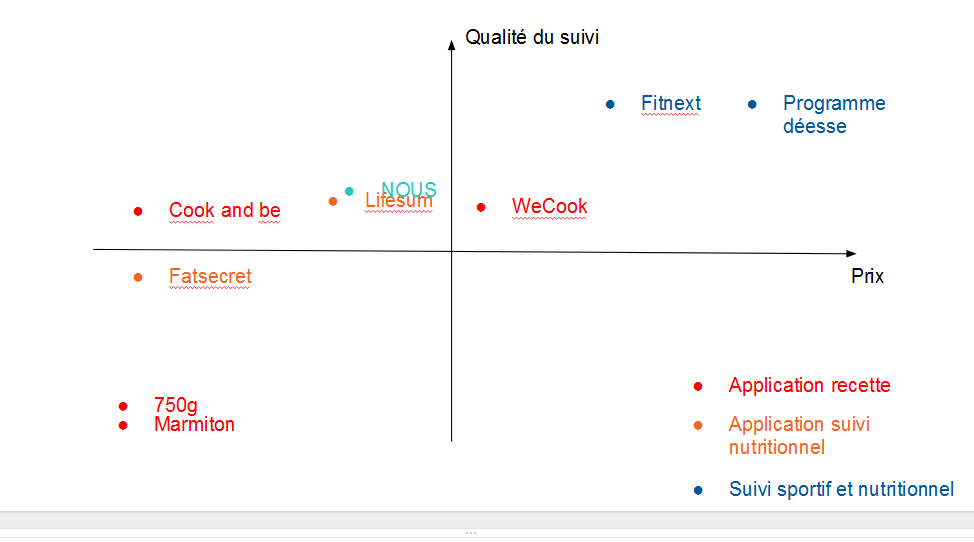 Qualité du suivi
Fitnext
Programme
déesse
NOUS
Lifesum
Cook and be
WeCook
Fatsecret
Prix
750g
Marmiton
Application recette
Application suivi
nutritionnel
Suivi sportif et nutritionnel